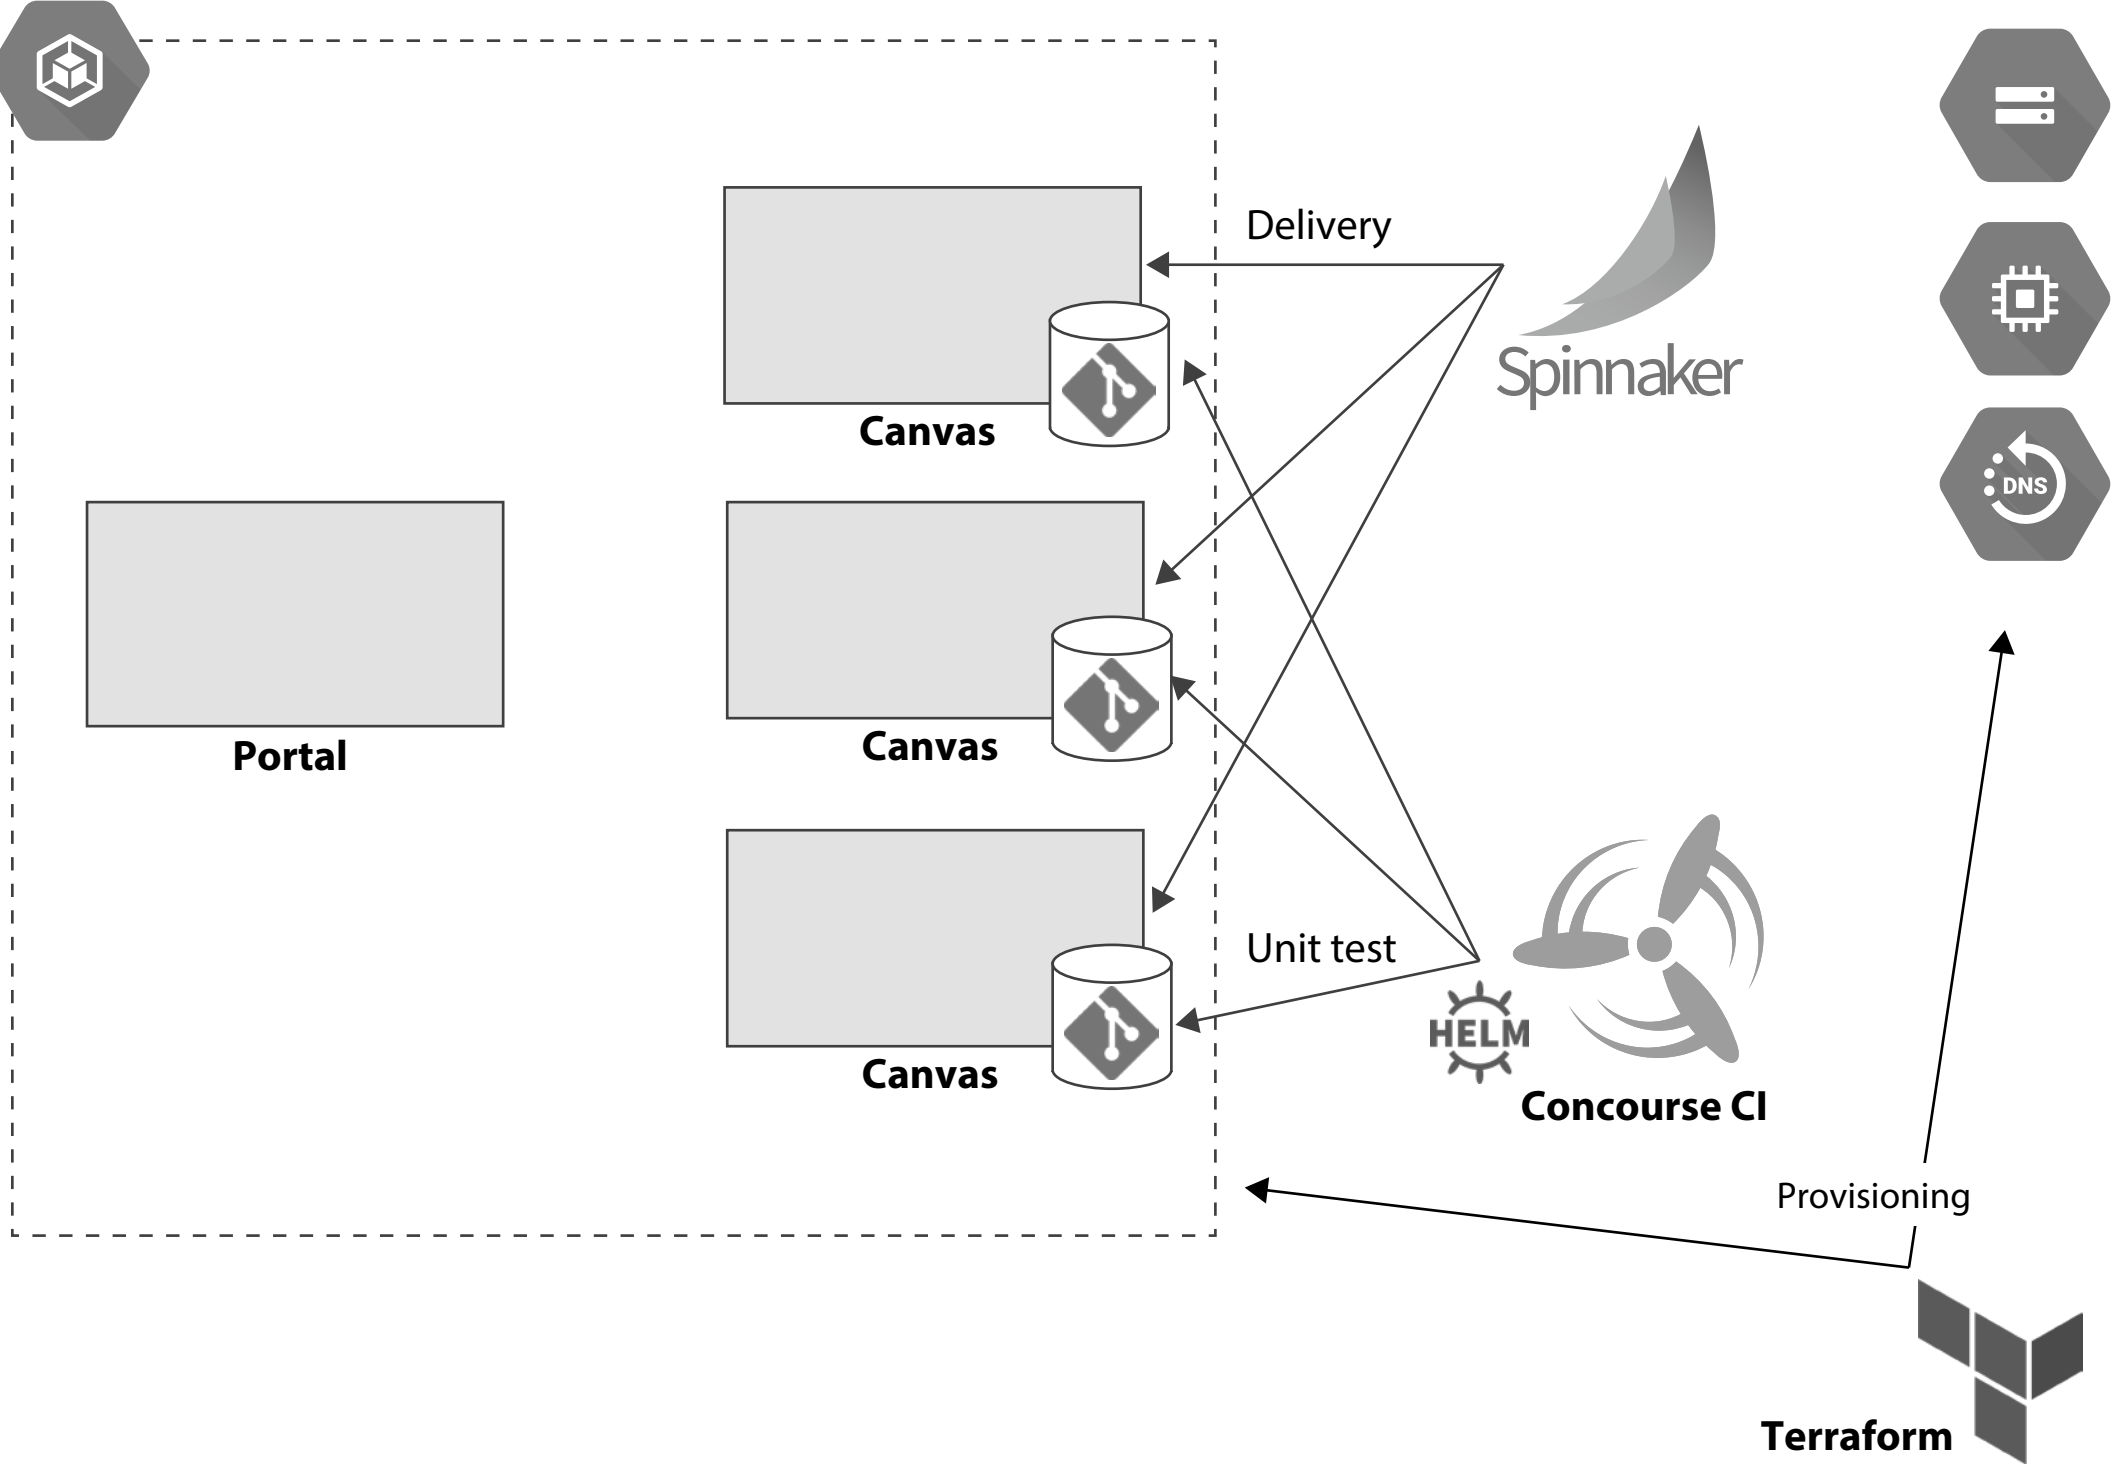 Delivery
Spinnaker
Canvas
DNS
Portal
Canvas
Unit test
HELM
Canvas
Concourse CI
Provisioning
Terraform